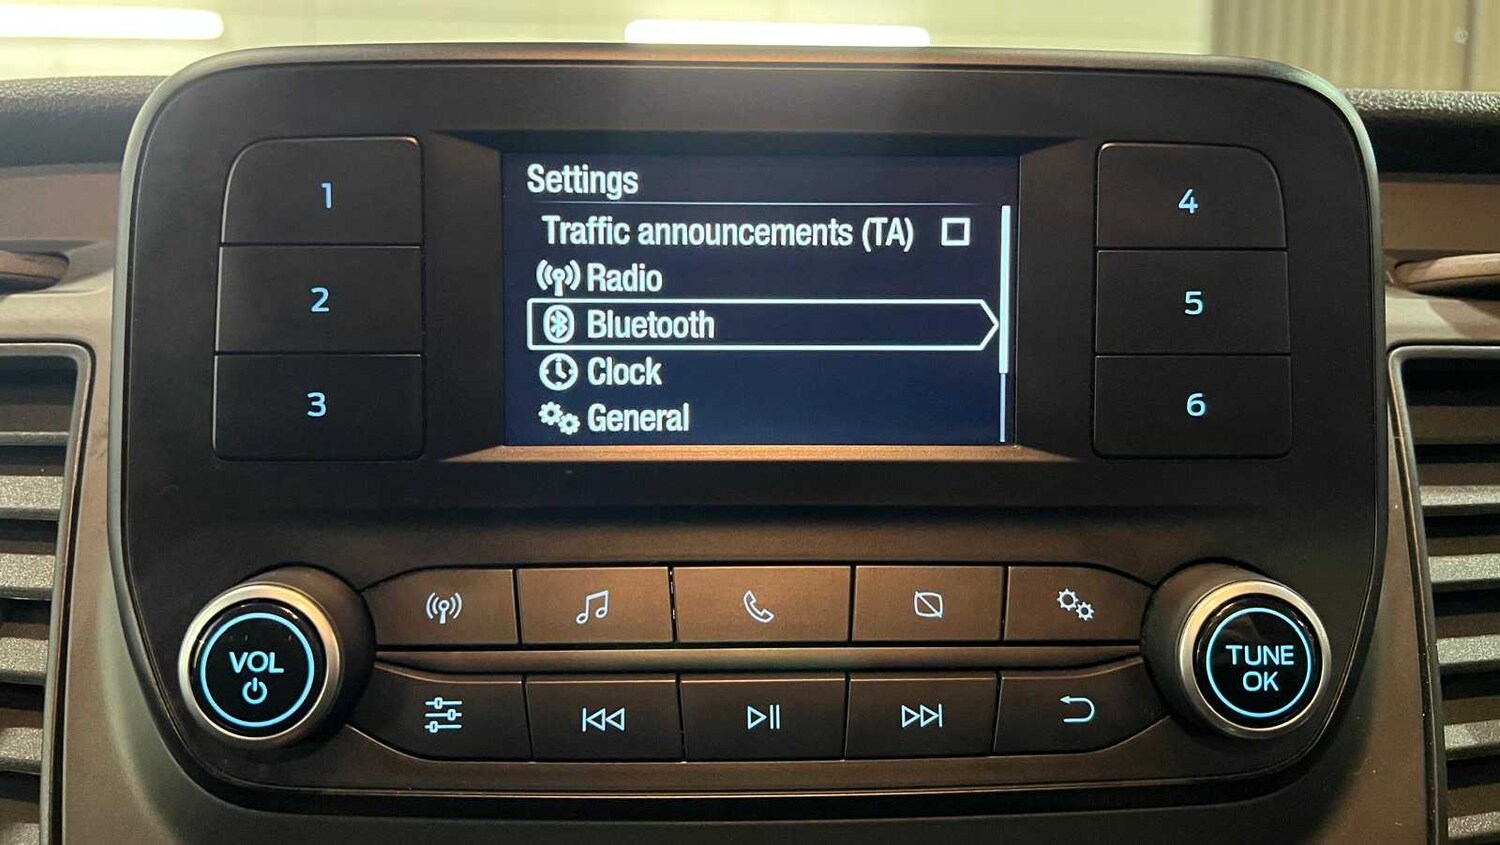 Settings
Traffic announcements (TA)
Radio
Bluetooth
Clock
General
1
2
3
4
5
6
VOL
TUNE
OK